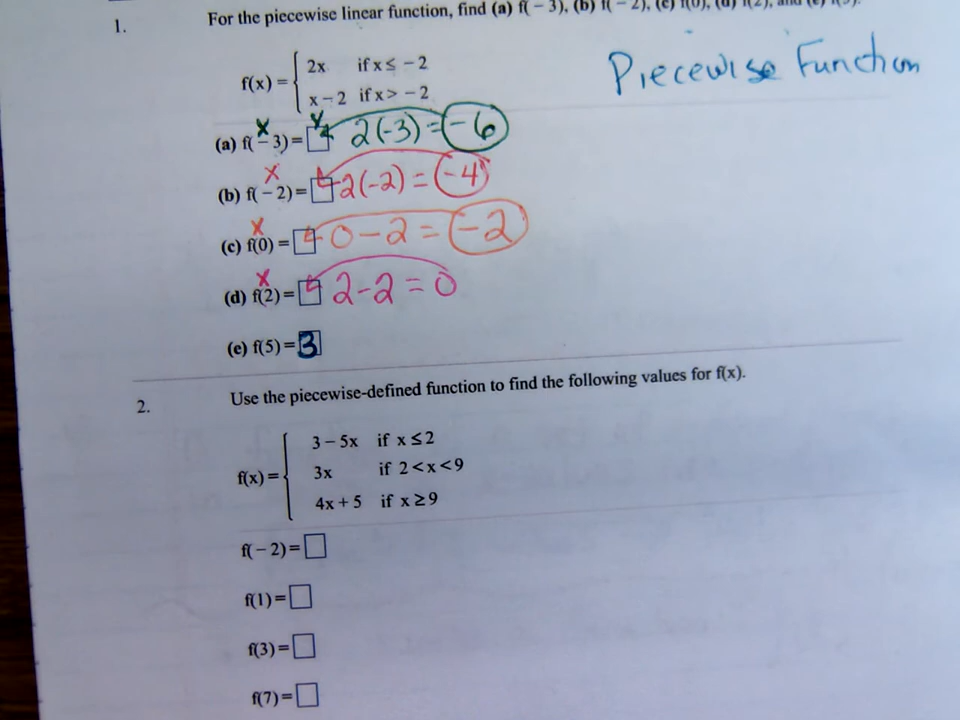 1. For the piecewise linear function, find (a) f(−3), (b) f(−2), (c) f(0), (d) f(2), and (e) f(5).
f(x) = { 2x if x ≤ −2
x − 2 if x > −2
Piecewise Function
x y
(a) f(−3) = 2(-3) = -6
x
(b) f(−2) = 2(-2) = -4
x
(c) f(0) = 0-2 = -2
x
(d) f(2) = 2-2 = 0
(e) f(5) = 3
2. Use the piecewise-defined function to find the following values for f(x).
3 − 5x if x ≤ 2
f(x) = { 3x if 2 < x < 9
4x + 5 if x ≥ 9
f(−2) =
f(1) =
f(3) =
f(7) =